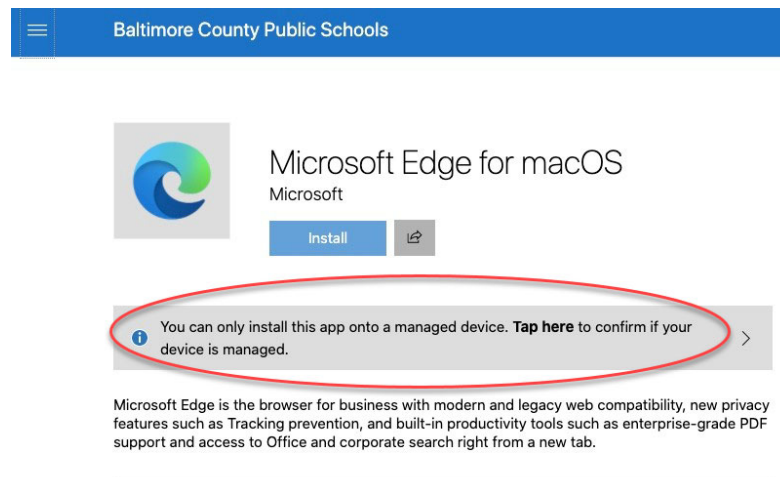 Baltimore County Public Schools
Microsoft Edge for macOS
Microsoft
Install
You can only install this app onto a managed device. Tap here to confirm if your
device is managed.
Microsoft Edge is the browser for business with modern and legacy web compatibility, new privacy
features such as Tracking prevention, and built-in productivity tools such as enterprise-grade PDF
support and access to Office and corporate search right from a new tab.